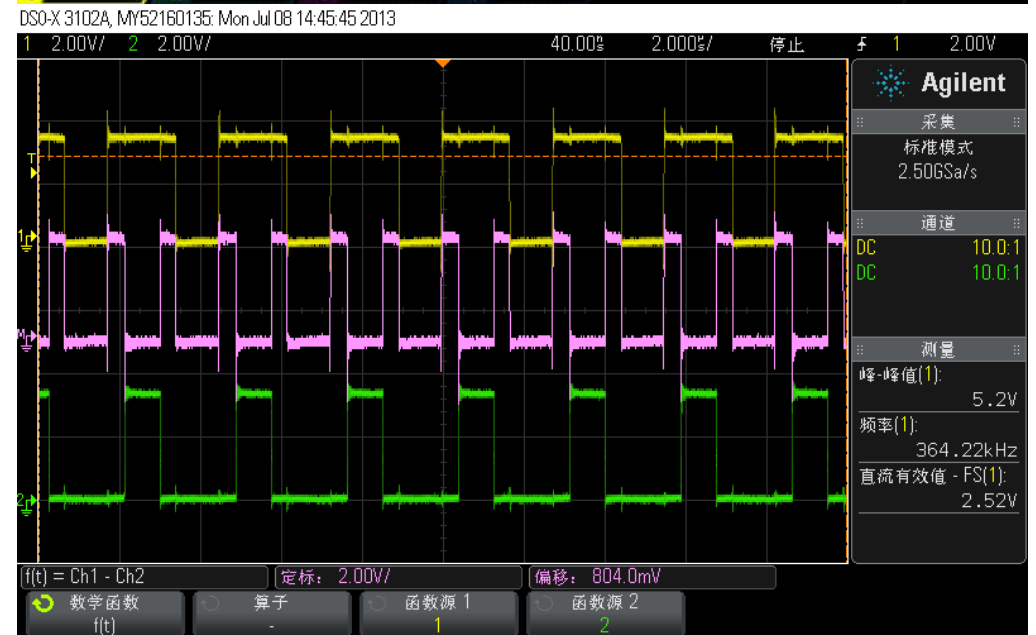 DSO-X 3102A, MY52160135: Mon Jul 08 14:45:45 2013
1 2.00V/ 2 2.00V/ 40.00µs 2.000µs/ 停止 1 2.00V
Agilent
采集
标准模式
2.50GSa/s
通道
DC 10.0:1
DC 10.0:1
测量
峰-峰值(1):
5.2V
频率(1):
364.22kHz
直流有效值 - FS(1):
2.52V
T
1
M
2
f(t) = Ch1 - Ch2 定标: 2.00V/ 偏移: 804.0mV
数学函数 算子 函数源 1 函数源 2
f(t) - 1 2